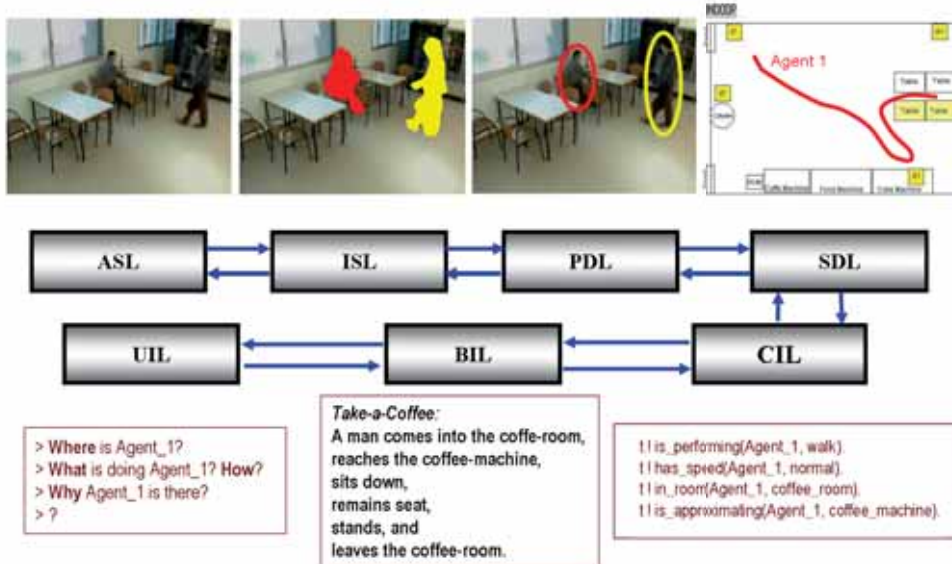 INDOOR
Agent 1
Table Table
Table Table
Coffe Machine Food Machine
ASL ISL PDL SDL
UIL BIL CIL
> Where is Agent_1?
> What is doing Agent_1? How?
> Why Agent_1 is there?
> ?
Take-a-Coffee:
A man comes into the coffe-room,
reaches the coffee-machine,
sits down,
remains seat,
stands, and
leaves the coffee-room.
t ! is_performing(Agent_1, walk).
t ! has_speed(Agent_1, normal).
t ! in_room(Agent_1, coffee_room).
t ! is_approximating(Agent_1, coffee_machine).